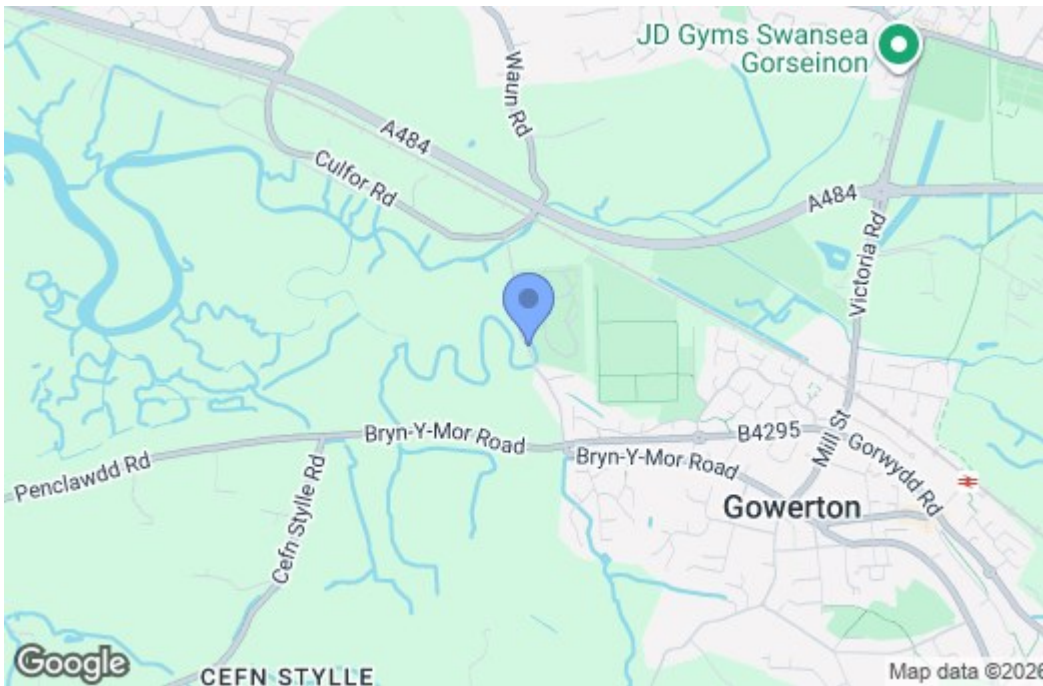 JD Gyms Swansea
Gorseinon
Waun Rd
A484
Culfor Rd
A484
Victoria Rd
Bryn-Y-Mor Road
B4295
Mill St
Gorwydd Rd
Penclawdd Rd
Bryn-Y-Mor Road
Cefn Stylle Rd
Gowerton
Google
CEFN STYLLE
Map data ©2026